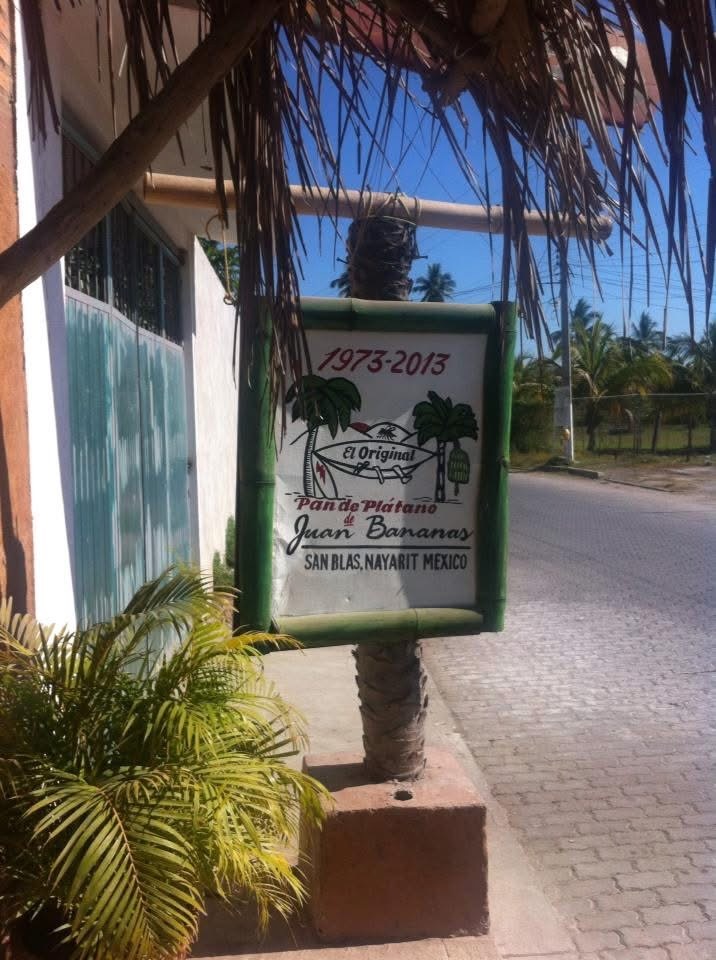 1973-2013
El Original
Pan de Plátano
de
Juan Bananas
SAN BLAS, NAYARIT MEXICO